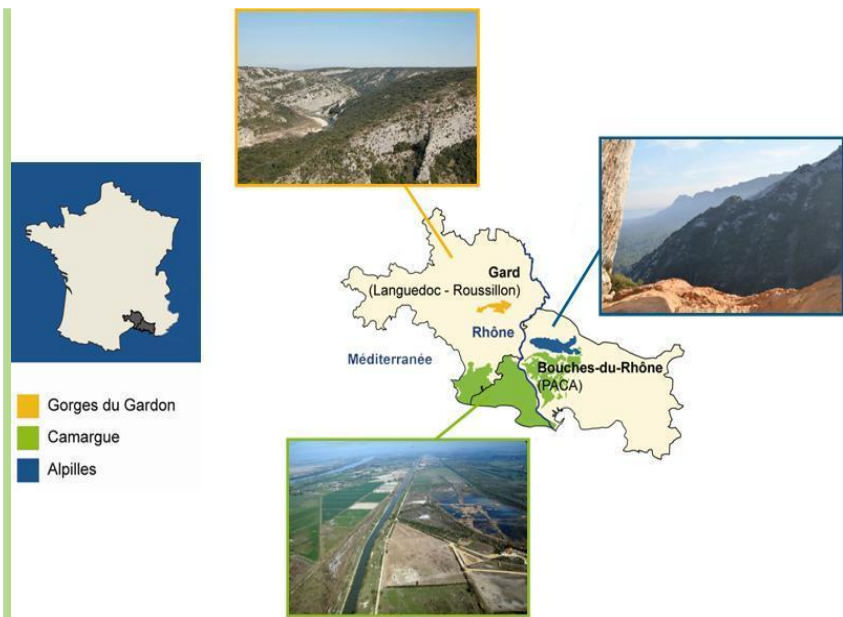 Gard
(Languedoc - Roussillon)
Rhône
Méditerranée
Bouches-du-Rhône
(PACA)
Gorges du Gardon
Camargue
Alpilles